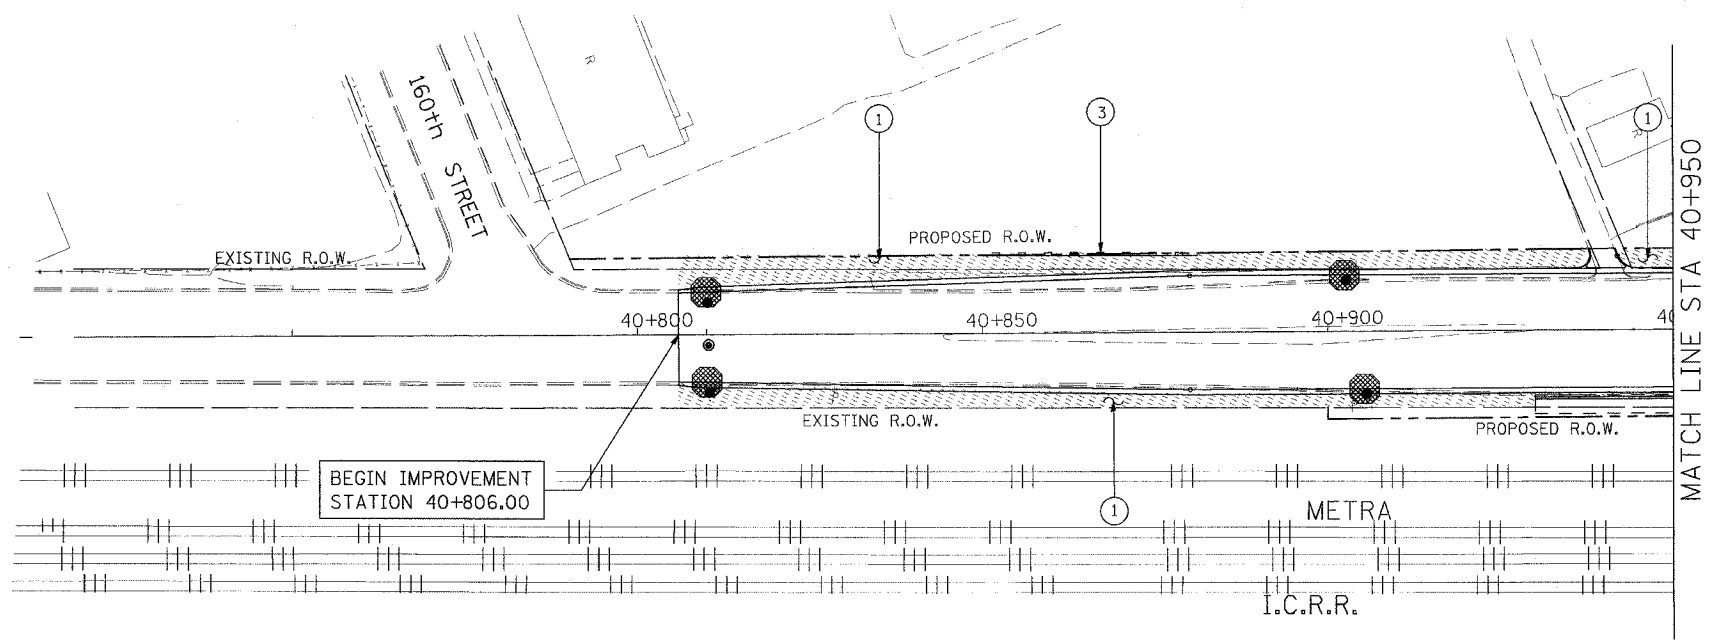 R
160th STREET
1
3
1
R
MATCH LINE STA 40+950
PROPOSED R.O.W.
EXISTING R.O.W.
40+800
40+850
40+900
EXISTING R.O.W.
PROPOSED R.O.W.
BEGIN IMPROVEMENT
STATION 40+806.00
1
METRA
I.C.R.R.